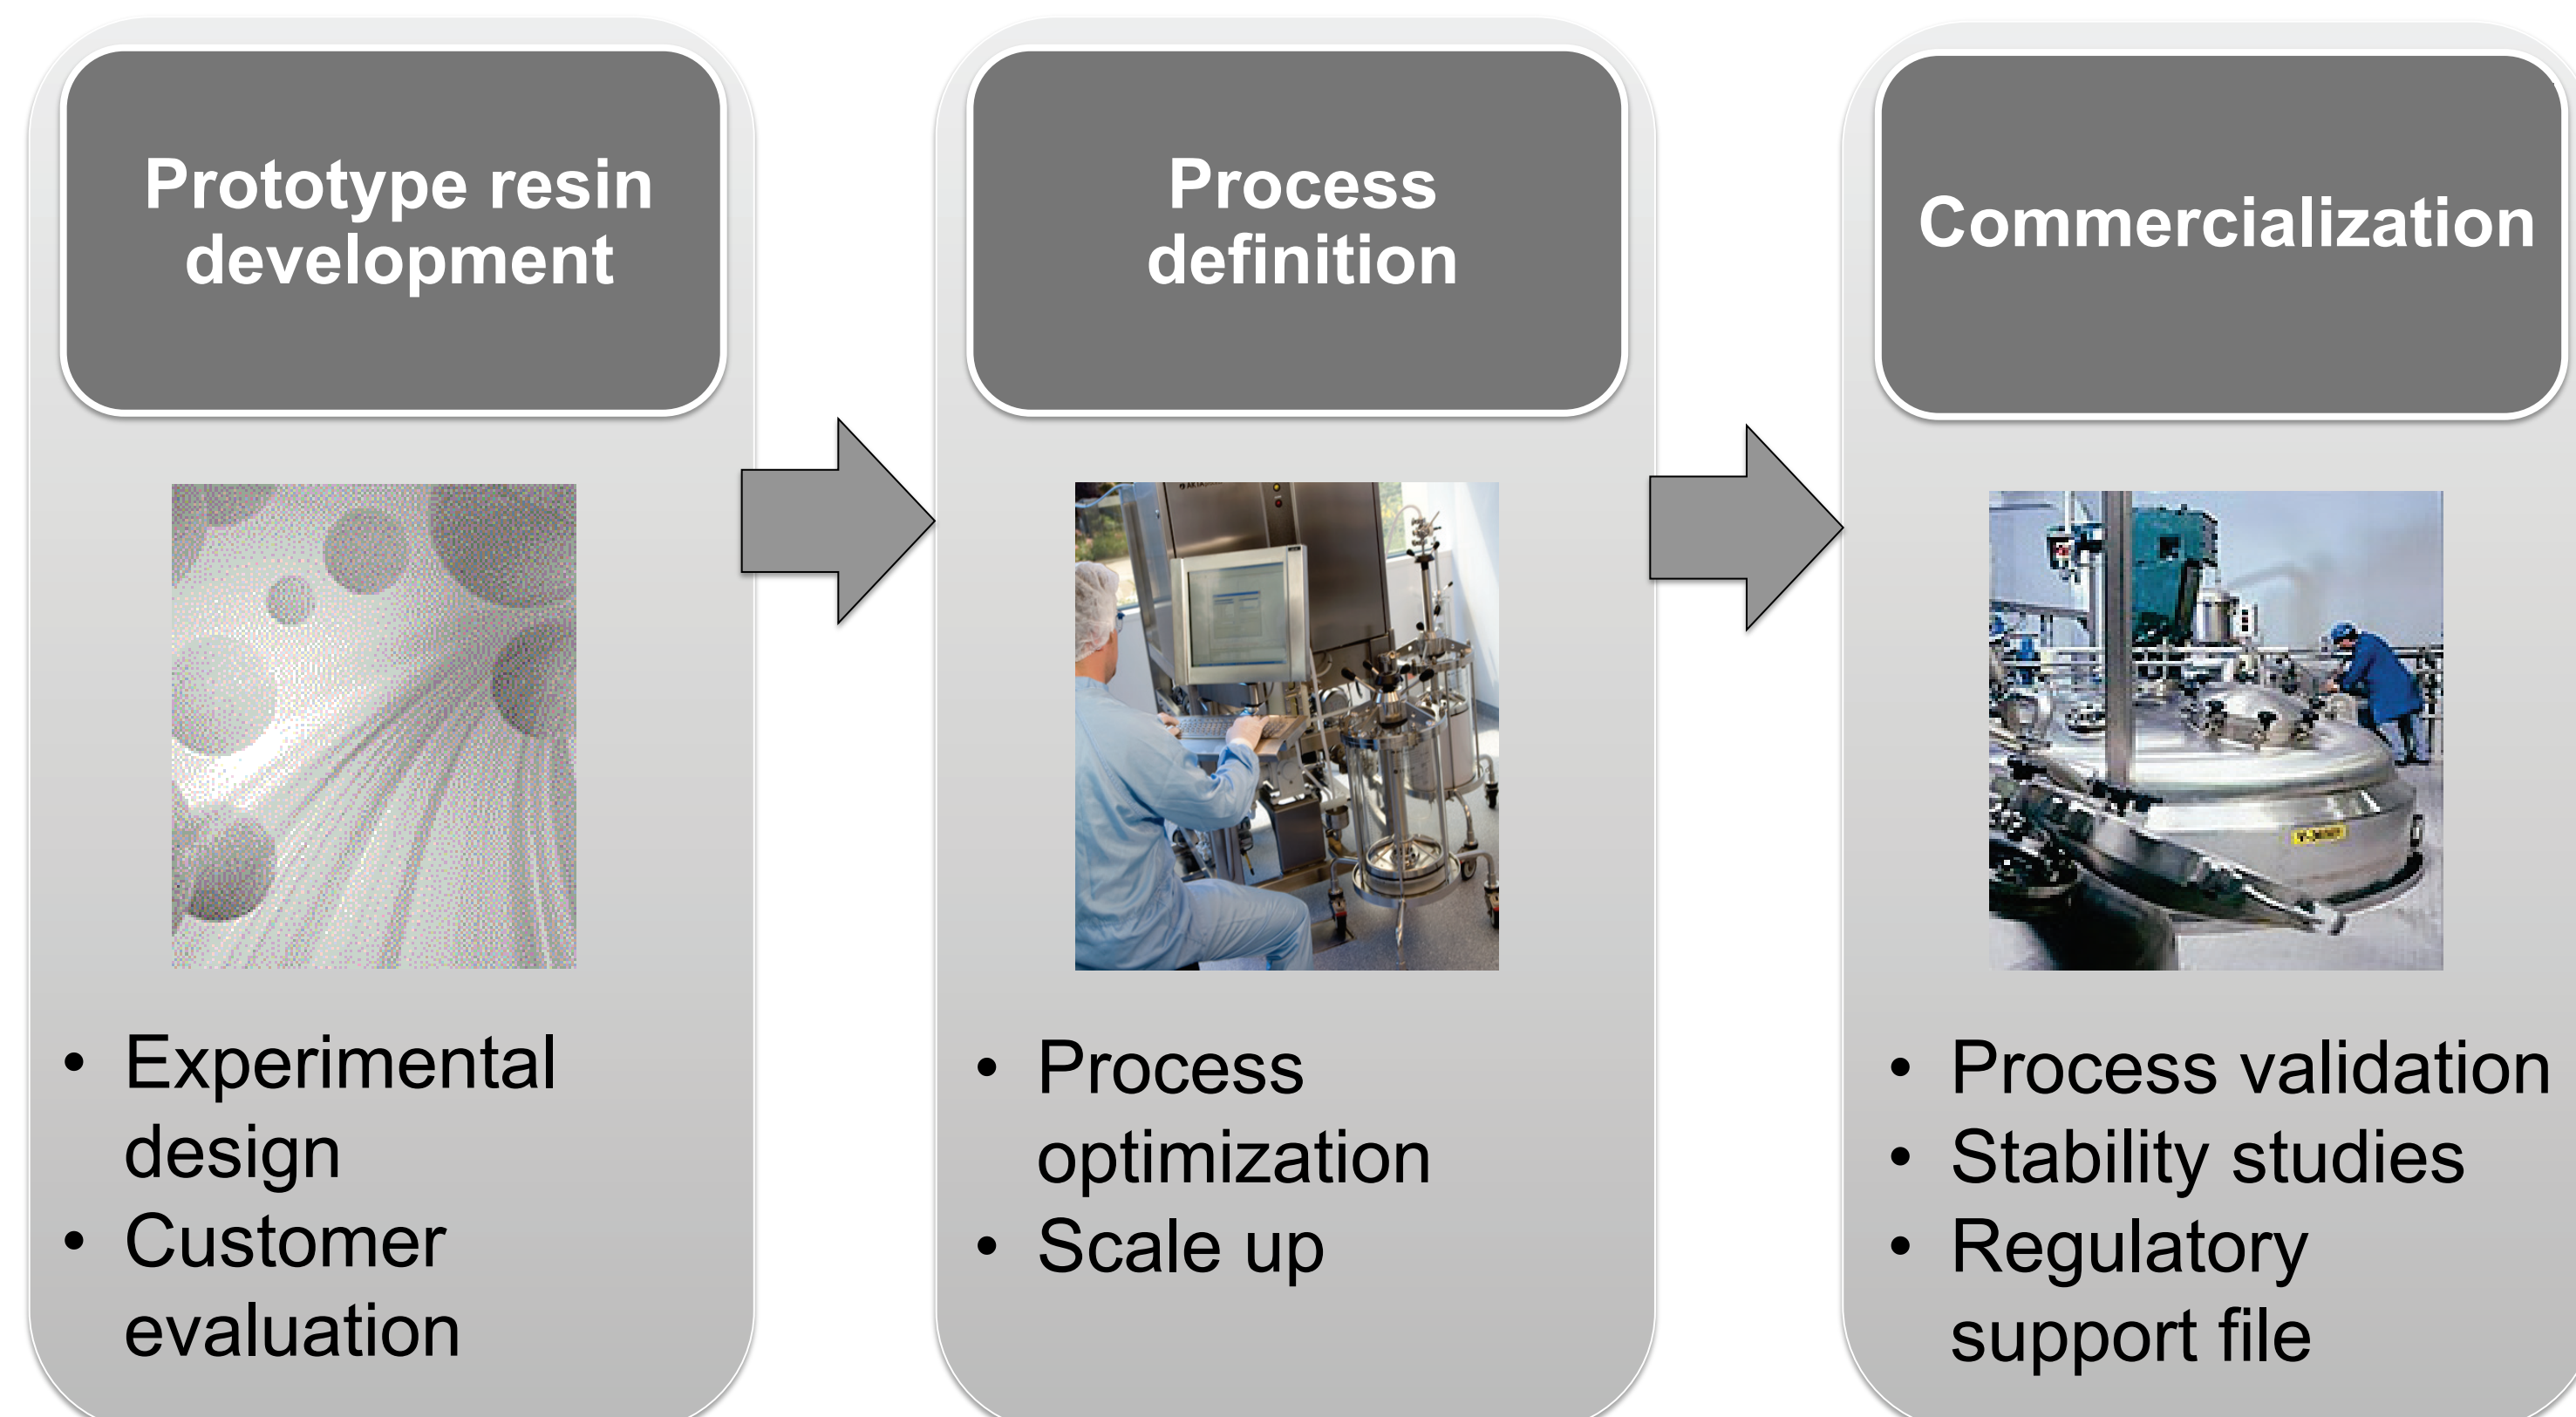 Prototype resin
development
• Experimental
design
• Customer
evaluation
Process
definition
• Process
optimization
• Scale up
Commercialization
• Process validation
• Stability studies
• Regulatory
support file